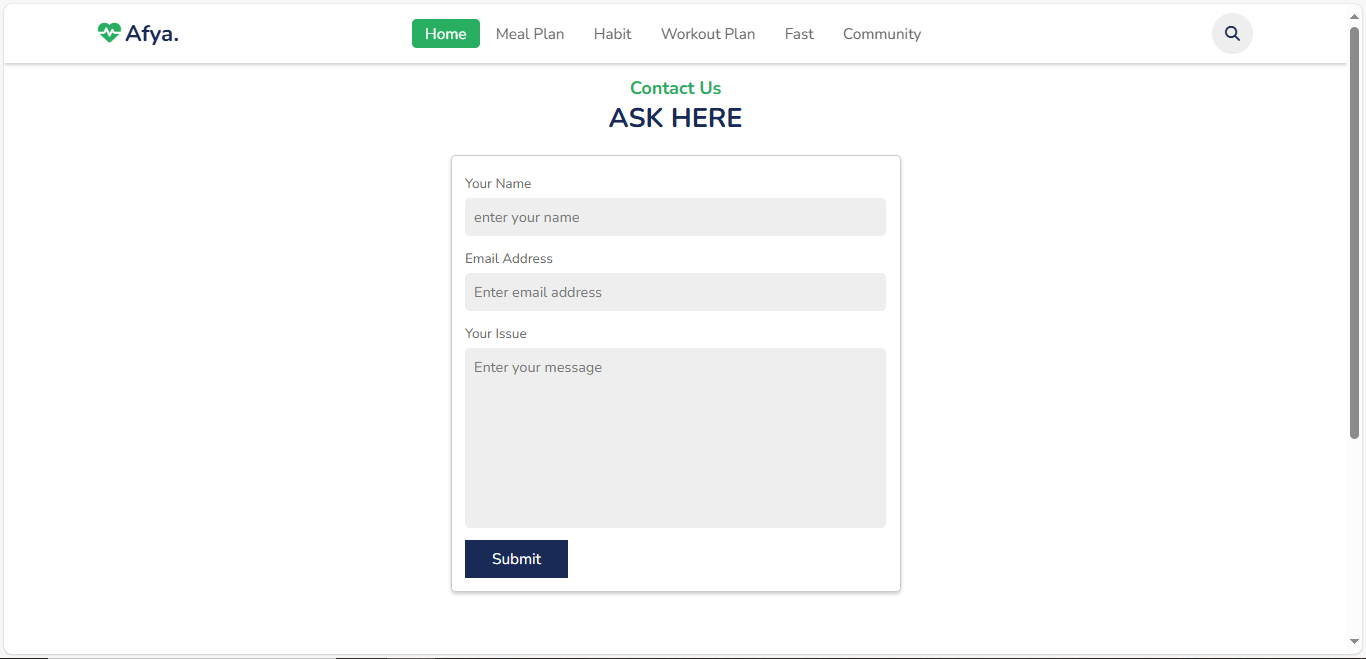 Afya.
Home Meal Plan Habit Workout Plan Fast Community
Contact Us
ASK HERE
Your Name
enter your name
Email Address
Enter email address
Your Issue
Enter your message
Submit